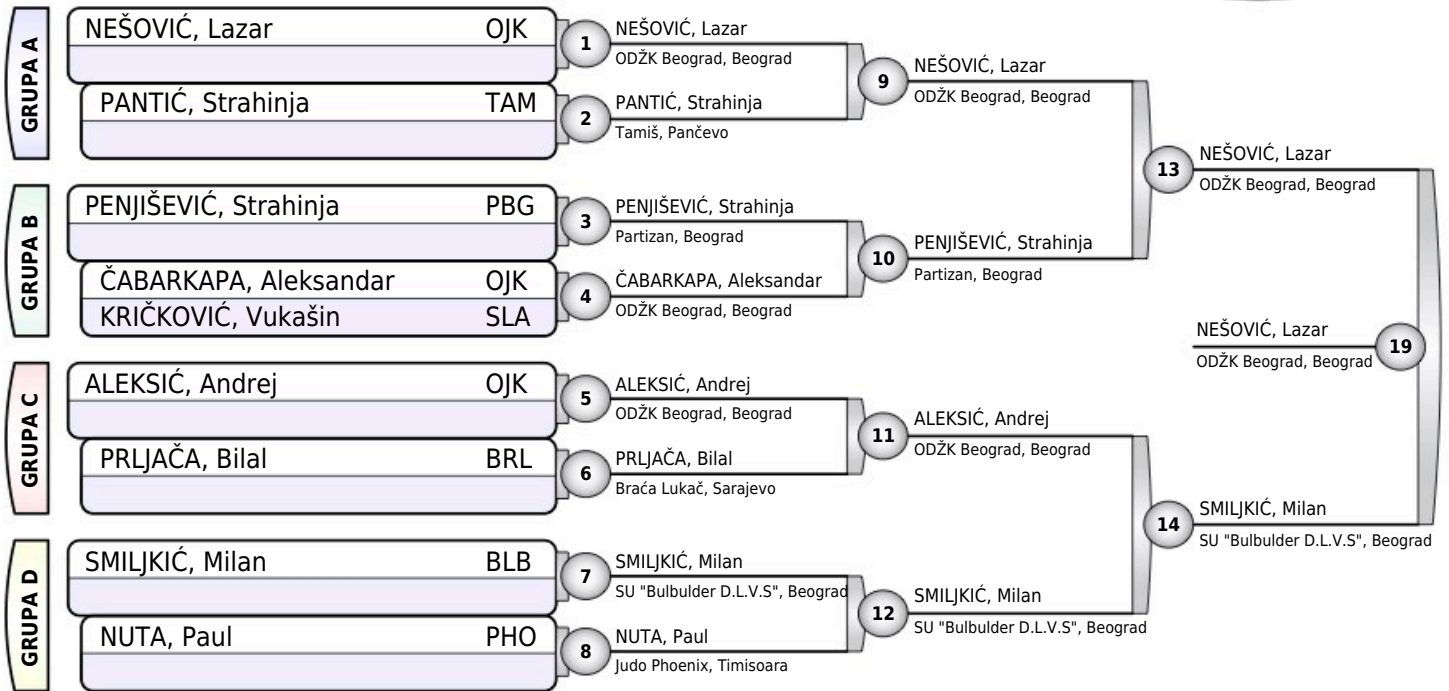 GRUPA A
NEŠOVIĆ, Lazar OJK
PANTIĆ, Strahinja TAM
GRUPA B
PENJIŠEVIĆ, Strahinja PBG
ČABARKAPA, Aleksandar OJK
KRIČKOVIĆ, Vukašin SLA
GRUPA C
ALEKSIĆ, Andrej OJK
PRLJAČA, Bilal BRL
GRUPA D
SMILJKIĆ, Milan BLB
NUTA, Paul PHO
1 NEŠOVIĆ, Lazar
ODŽK Beograd, Beograd
2 PANTIĆ, Strahinja
Tamiš, Pančevo
3 PENJIŠEVIĆ, Strahinja
Partizan, Beograd
4 ČABARKAPA, Aleksandar
ODŽK Beograd, Beograd
5 ALEKSIĆ, Andrej
ODŽK Beograd, Beograd
6 PRLJAČA, Bilal
Braća Lukač, Sarajevo
7 SMILJKIĆ, Milan
SU "Bulbulder D.L.V.S", Beograd
8 NUTA, Paul
Judo Phoenix, Timisoara
9 NEŠOVIĆ, Lazar
ODŽK Beograd, Beograd
10 PENJIŠEVIĆ, Strahinja
Partizan, Beograd
11 ALEKSIĆ, Andrej
ODŽK Beograd, Beograd
12 SMILJKIĆ, Milan
SU "Bulbulder D.L.V.S", Beograd
13 NEŠOVIĆ, Lazar
ODŽK Beograd, Beograd
14 SMILJKIĆ, Milan
SU "Bulbulder D.L.V.S", Beograd
NEŠOVIĆ, Lazar 19
ODŽK Beograd, Beograd